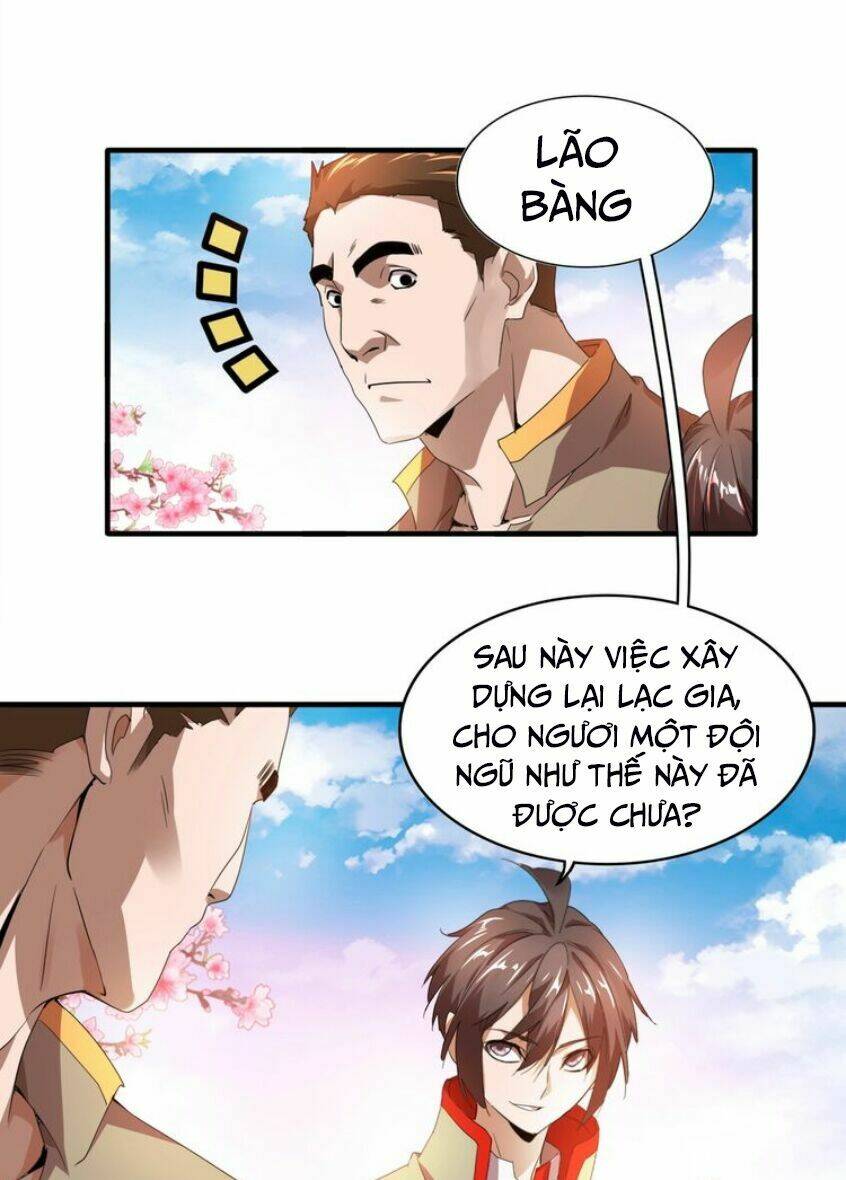 LÃO
BÀNG
SAU NÀY VIỆC XÂY
DỰNG LẠI LẠC GIA,
CHO NGƯƠI MỘT ĐỘI
NGŨ NHƯ THẾ NÀY ĐÃ
ĐƯỢC CHƯA?